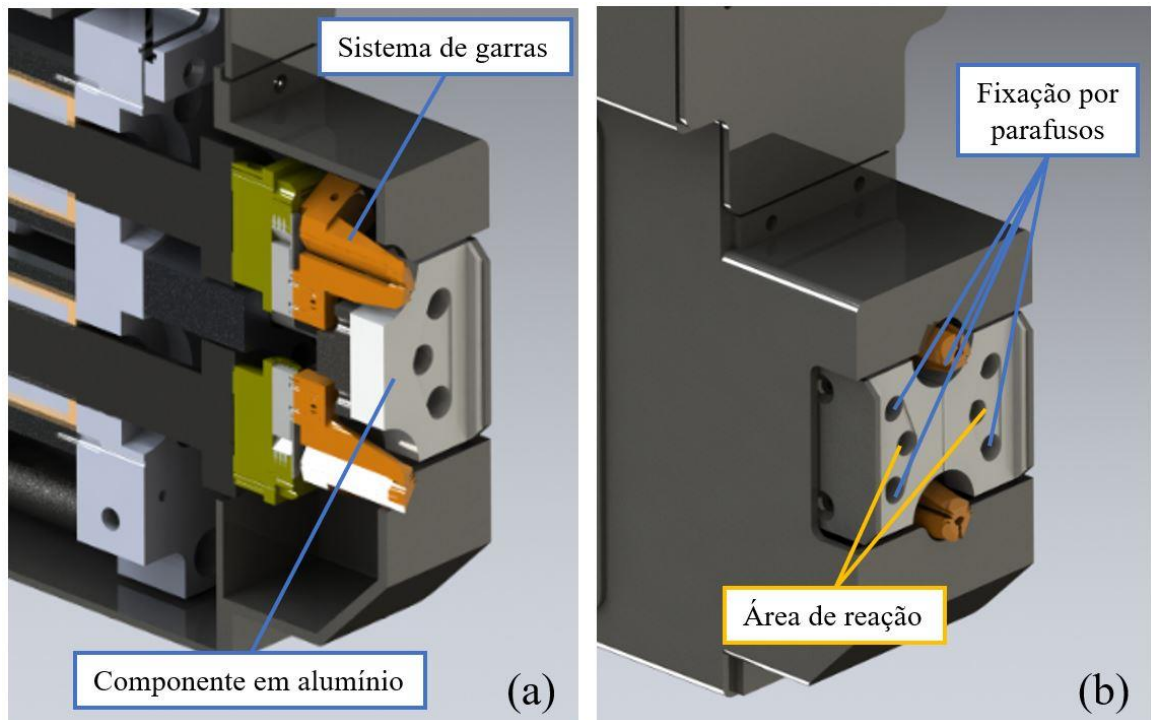 Sistema de garras
Componente em alumínio
(a)
Fixação por
parafusos
Área de reação
(b)